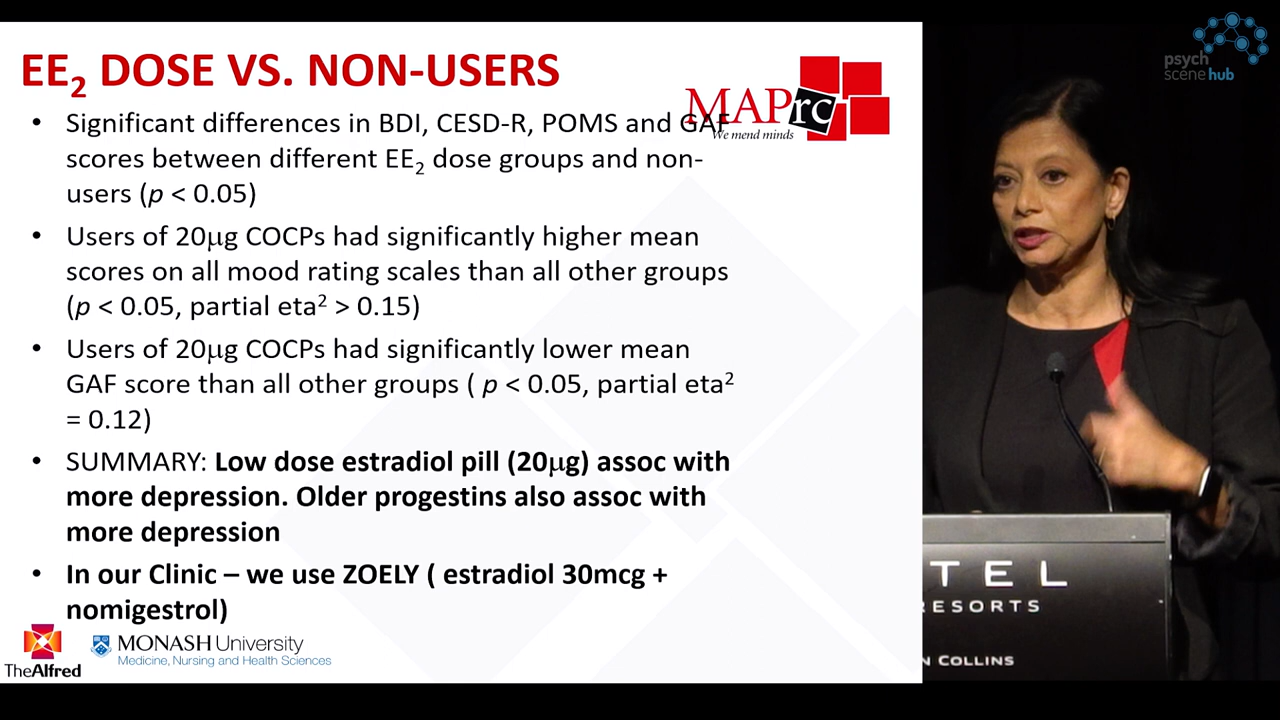 EE2 DOSE VS. NON-USERS
MAPrc
We mend minds
• Significant differences in BDI, CESD-R, POMS and GAF
scores between different EE2 dose groups and non-
users (p < 0.05)
• Users of 20µg COCPs had significantly higher mean
scores on all mood rating scales than all other groups
(p < 0.05, partial eta² > 0.15)
• Users of 20µg COCPs had significantly lower mean
GAF score than all other groups ( p < 0.05, partial eta²
= 0.12)
• SUMMARY: Low dose estradiol pill (20µg) assoc with
more depression. Older progestins also assoc with
more depression
• In our Clinic – we use ZOELY ( estradiol 30mcg +
nomigestrol)
TheAlfred
MONASH University
Medicine, Nursing and Health Sciences
psych
scene hub
TEL
RESORTS
N COLLINS